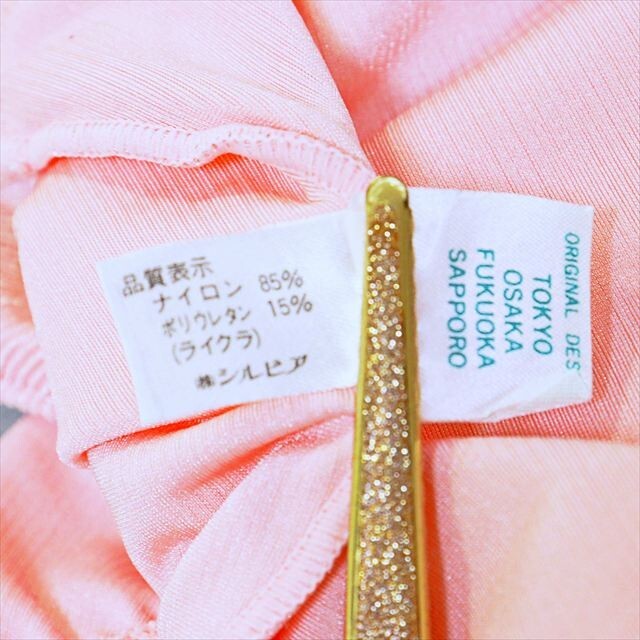 品質表示
ナイロン 85%
ポリウレタン 15%
(ライクラ)
㈱シルピア
ORIGINAL DES
TOKYO
OSAKA
FUKUOKA
SAPPORO